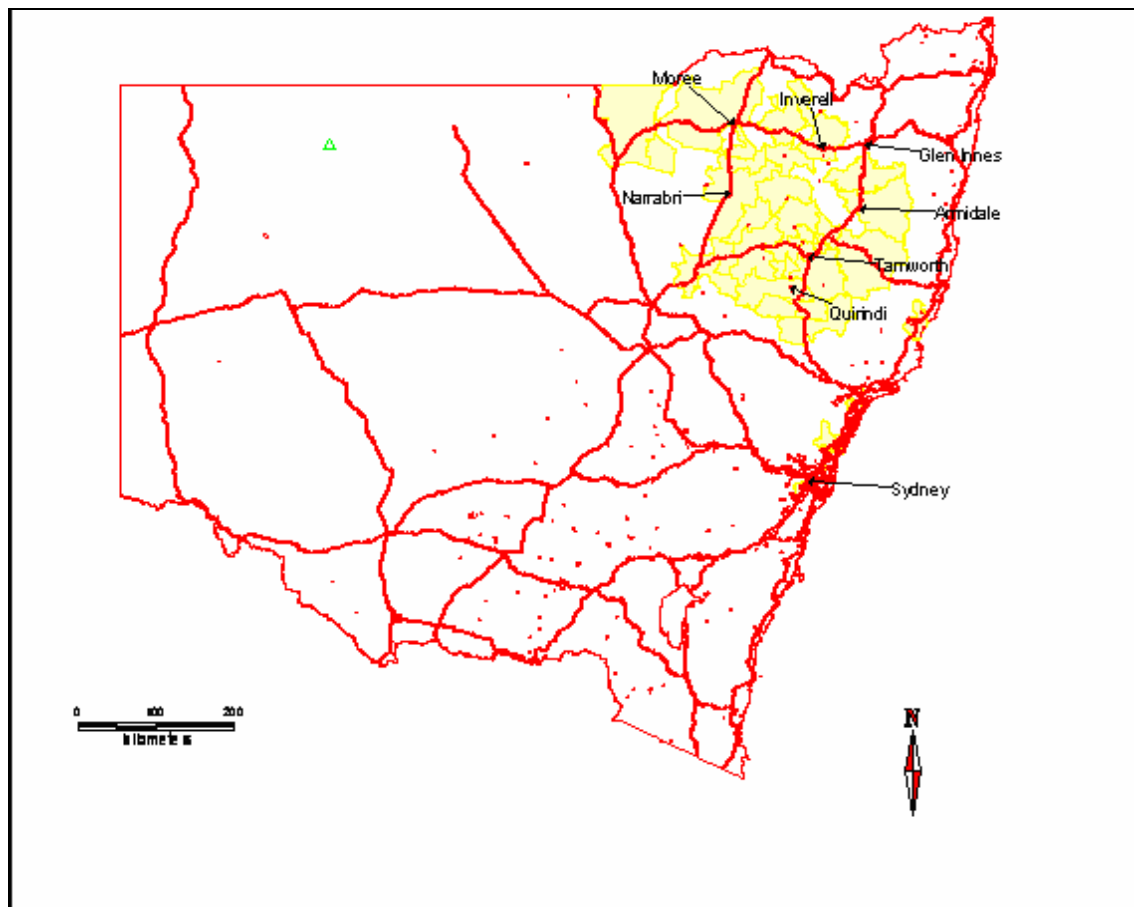 Moree
Inverell
Glen Innes
Narrabri
Armidale
Tamworth
Quirindi
Sydney
0 100 200
kilometers
N